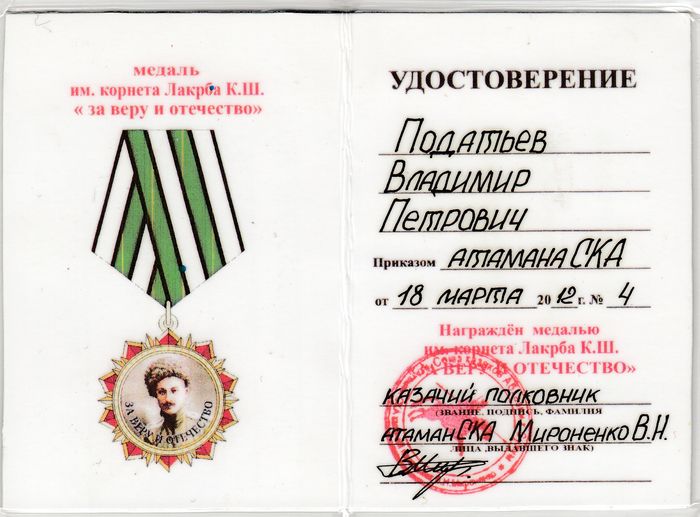 медаль
им. корнета Лакрба К.Ш.
« за веру и отечество»
ЗА ВЕРУ И ОТЕЧЕСТВО
УДОСТОВЕРЕНИЕ
Податьев
Владимир
Петрович
Приказом атамана СКА
от 18 марта 2012 г. № 4
Награждён медалью
им. корнета Лакрба К.Ш.
ЗА ВЕРУ И ОТЕЧЕСТВО»
казачий полковник
(ЗВАНИЕ, ПОДПИСЬ, ФАМИЛИЯ
атаман СКА Мироненко В.Н.
ЛИЦА ,ВЫДАВШЕГО ЗНАК)